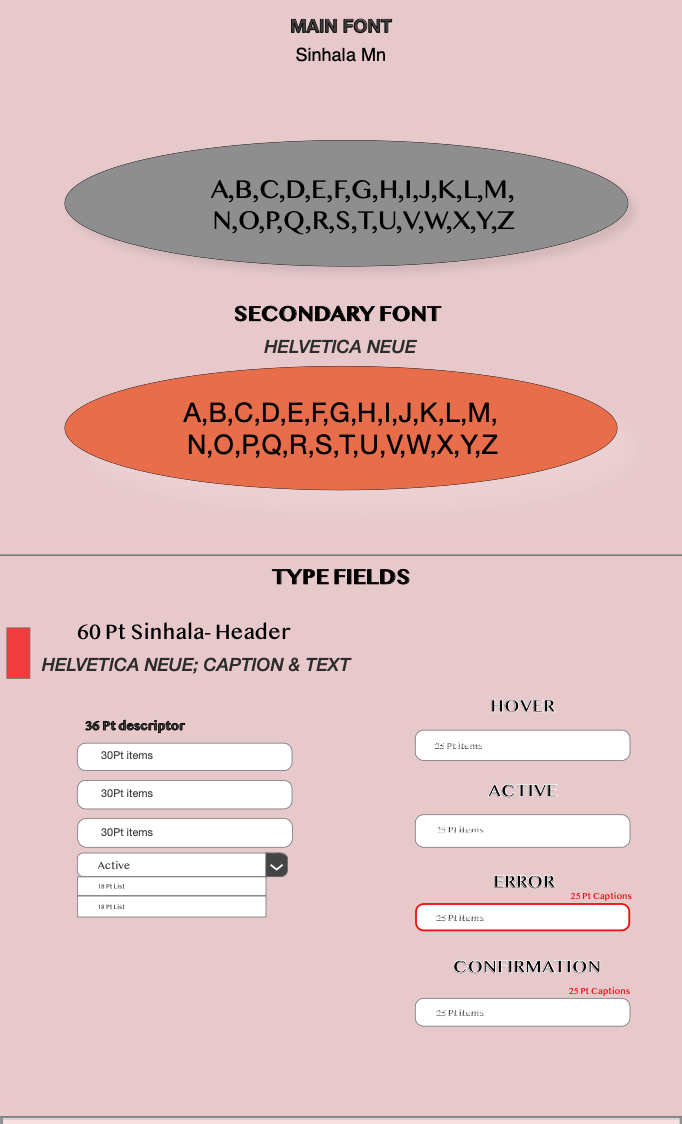 MAIN FONT
Sinhala Mn
A,B,C,D,E,F,G,H,I,J,K,L,M,
N,O,P,Q,R,S,T,U,V,W,X,Y,Z
SECONDARY FONT
HELVETICA NEUE
A,B,C,D,E,F,G,H,I,J,K,L,M,
N,O,P,Q,R,S,T,U,V,W,X,Y,Z
TYPE FIELDS
60 Pt Sinhala- Header
HELVETICA NEUE; CAPTION & TEXT
36 Pt descriptor
30Pt items
30Pt items
30Pt items
Active
18 Pt List
18 Pt List
HOVER
25 Pt items
ACTIVE
25 Pt items
ERROR
25 Pt Captions
25 Pt items
CONFIRMATION
25 Pt Captions
25 Pt items